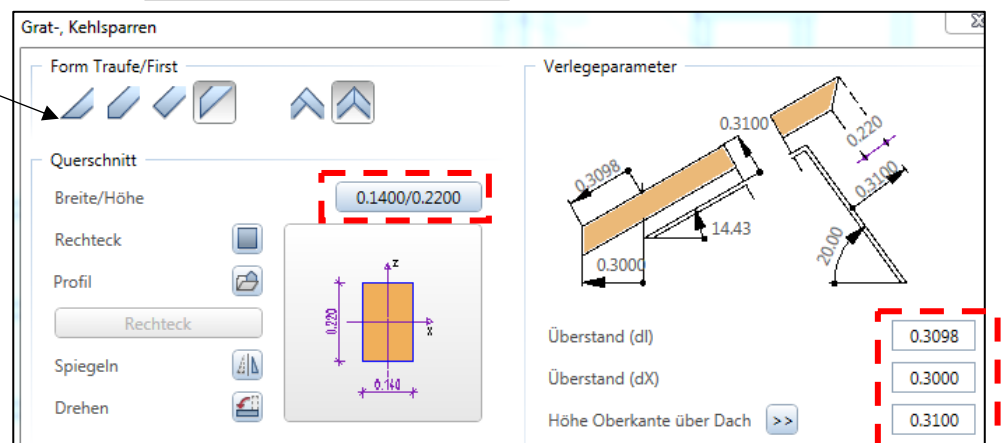 Grat-, Kehlsparren
Form Traufe/First
Querschnitt
Breite/Höhe
0.1400/0.2200
Rechteck
Profil
Rechteck
Spiegeln
Drehen
z
x
0.220
0.140
Verlegeparameter
0.3098
0.3100
0.3000
14.43
0.220
0.3100
20.00
Überstand (dl)
0.3098
Überstand (dX)
0.3000
Höhe Oberkante über Dach >>
0.3100